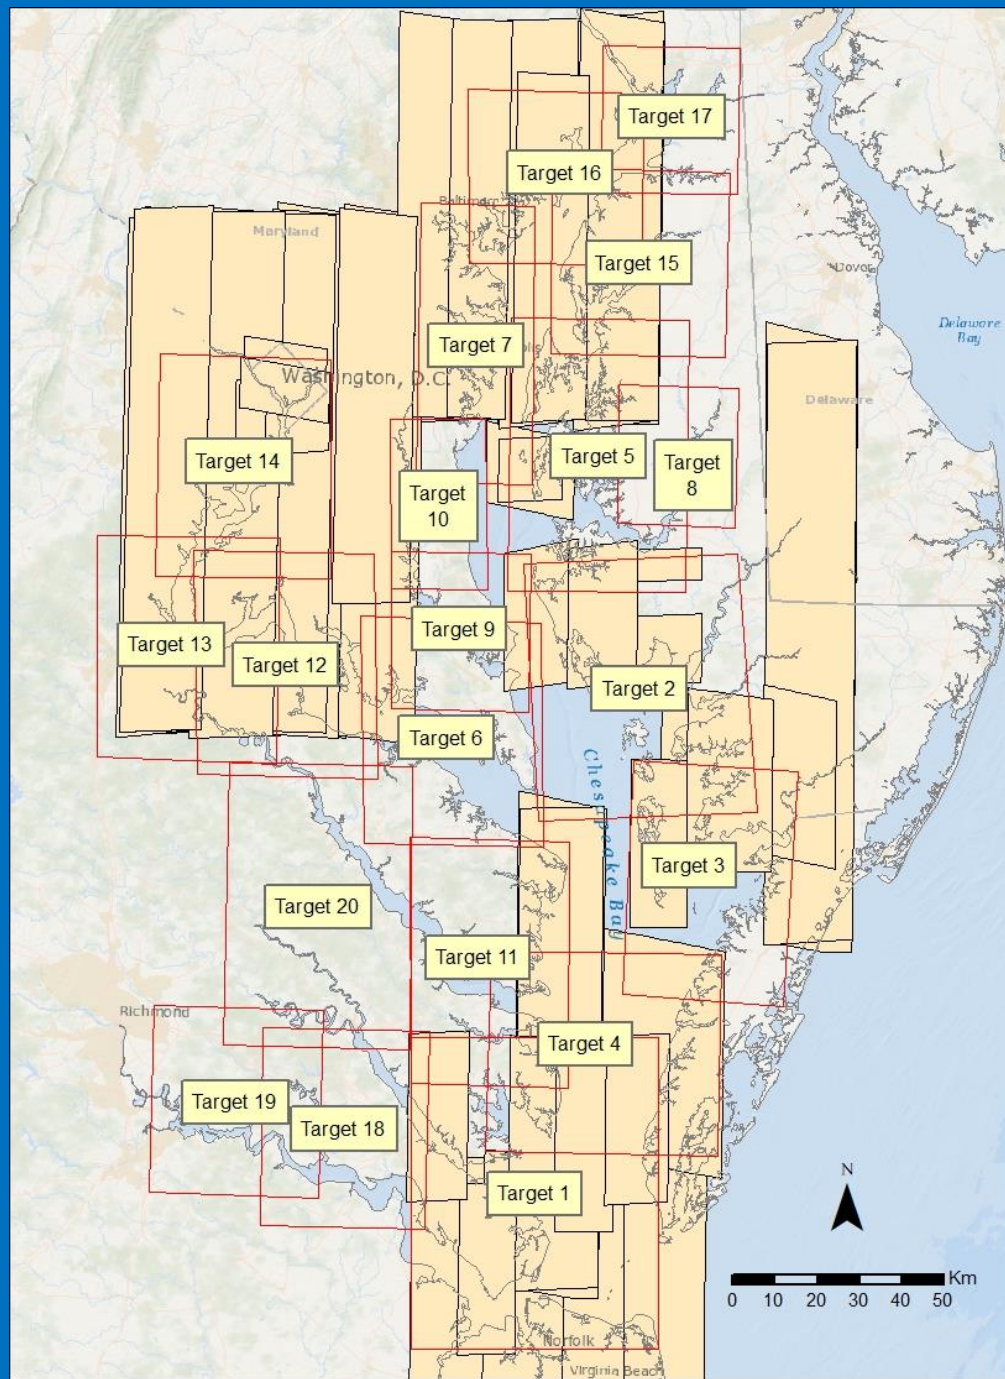 Target 17
Target 16
Baltimore
Maryland
Target 15
Dover
Delaware
Bay
Target 7
Washington, D.C.
Delaware
Target 14
Target 5
Target
8
Target
10
Target 9
Target 13
Target 12
Target 2
Target 6
Chesapeake Bay
Target 3
Target 20
Target 11
Richmond
Target 4
Target 19
Target 18
Target 1
N
Km
0 10 20 30 40 50
Norfolk
Virginia Beach